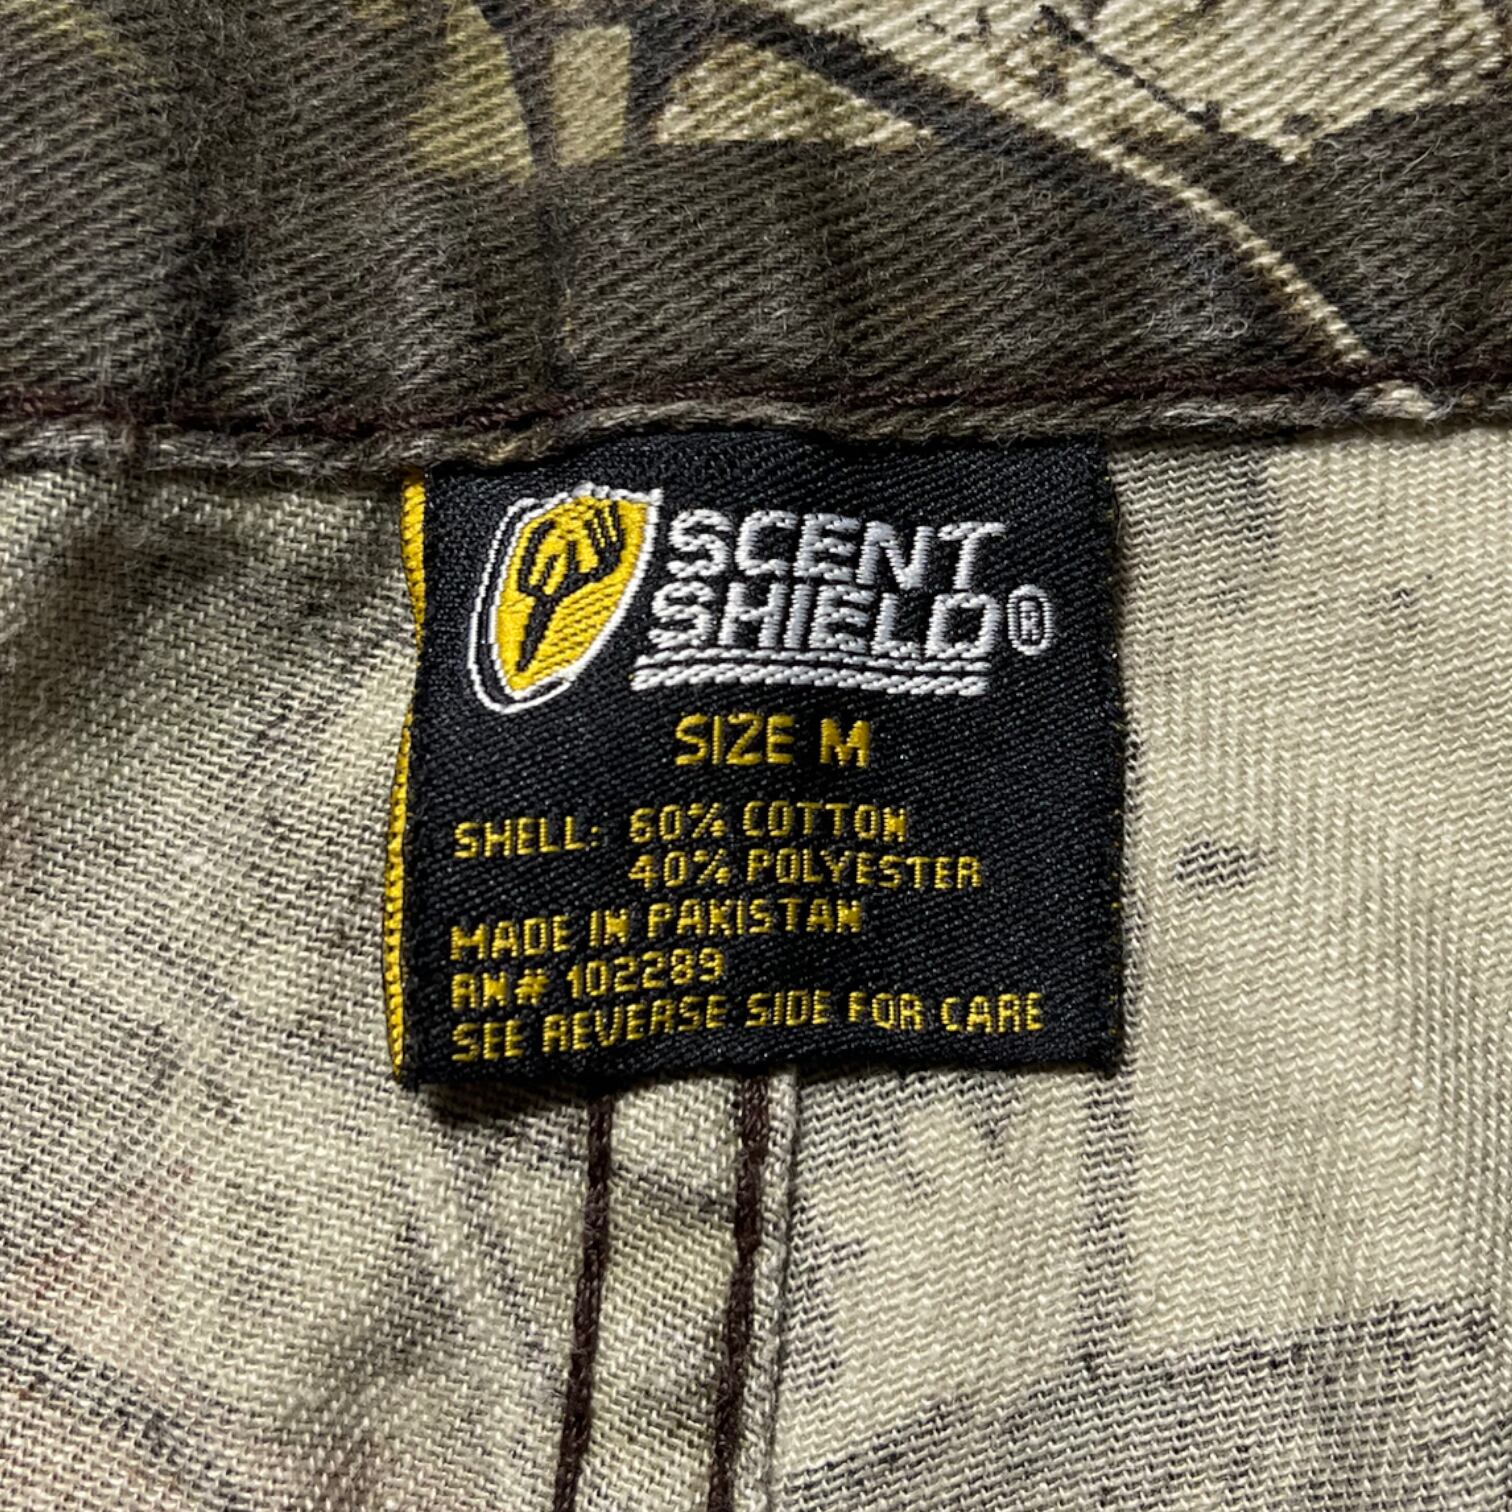 SCENT
SHIELD®
SIZE M
SHELL: 60% COTTON
40% POLYESTER
MADE IN PAKISTAN
RN# 102289
SEE REVERSE SIDE FOR CARE